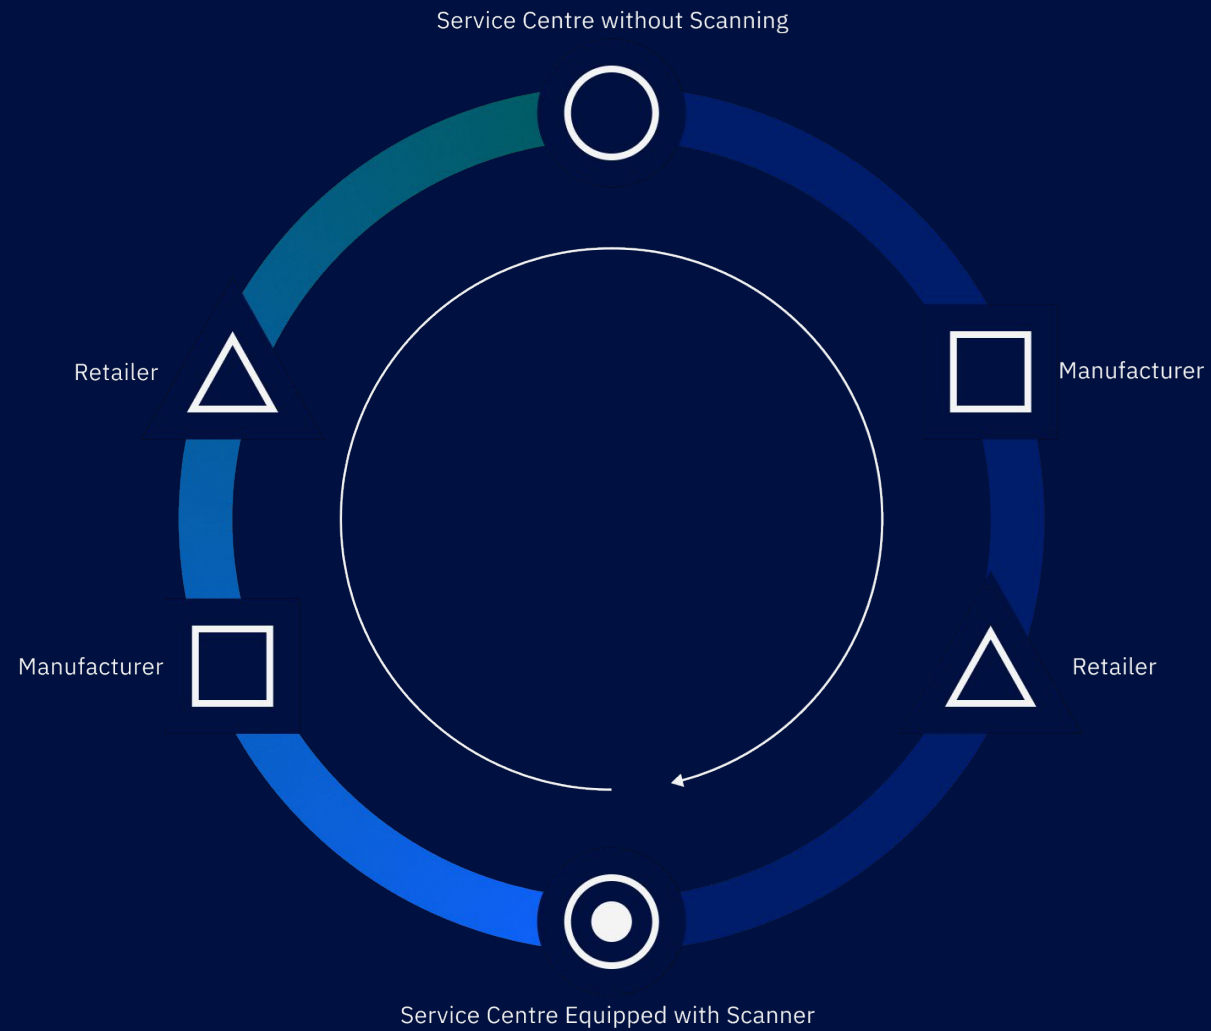 Service Centre without Scanning
Retailer
Manufacturer
Manufacturer
Retailer
Service Centre Equipped with Scanner